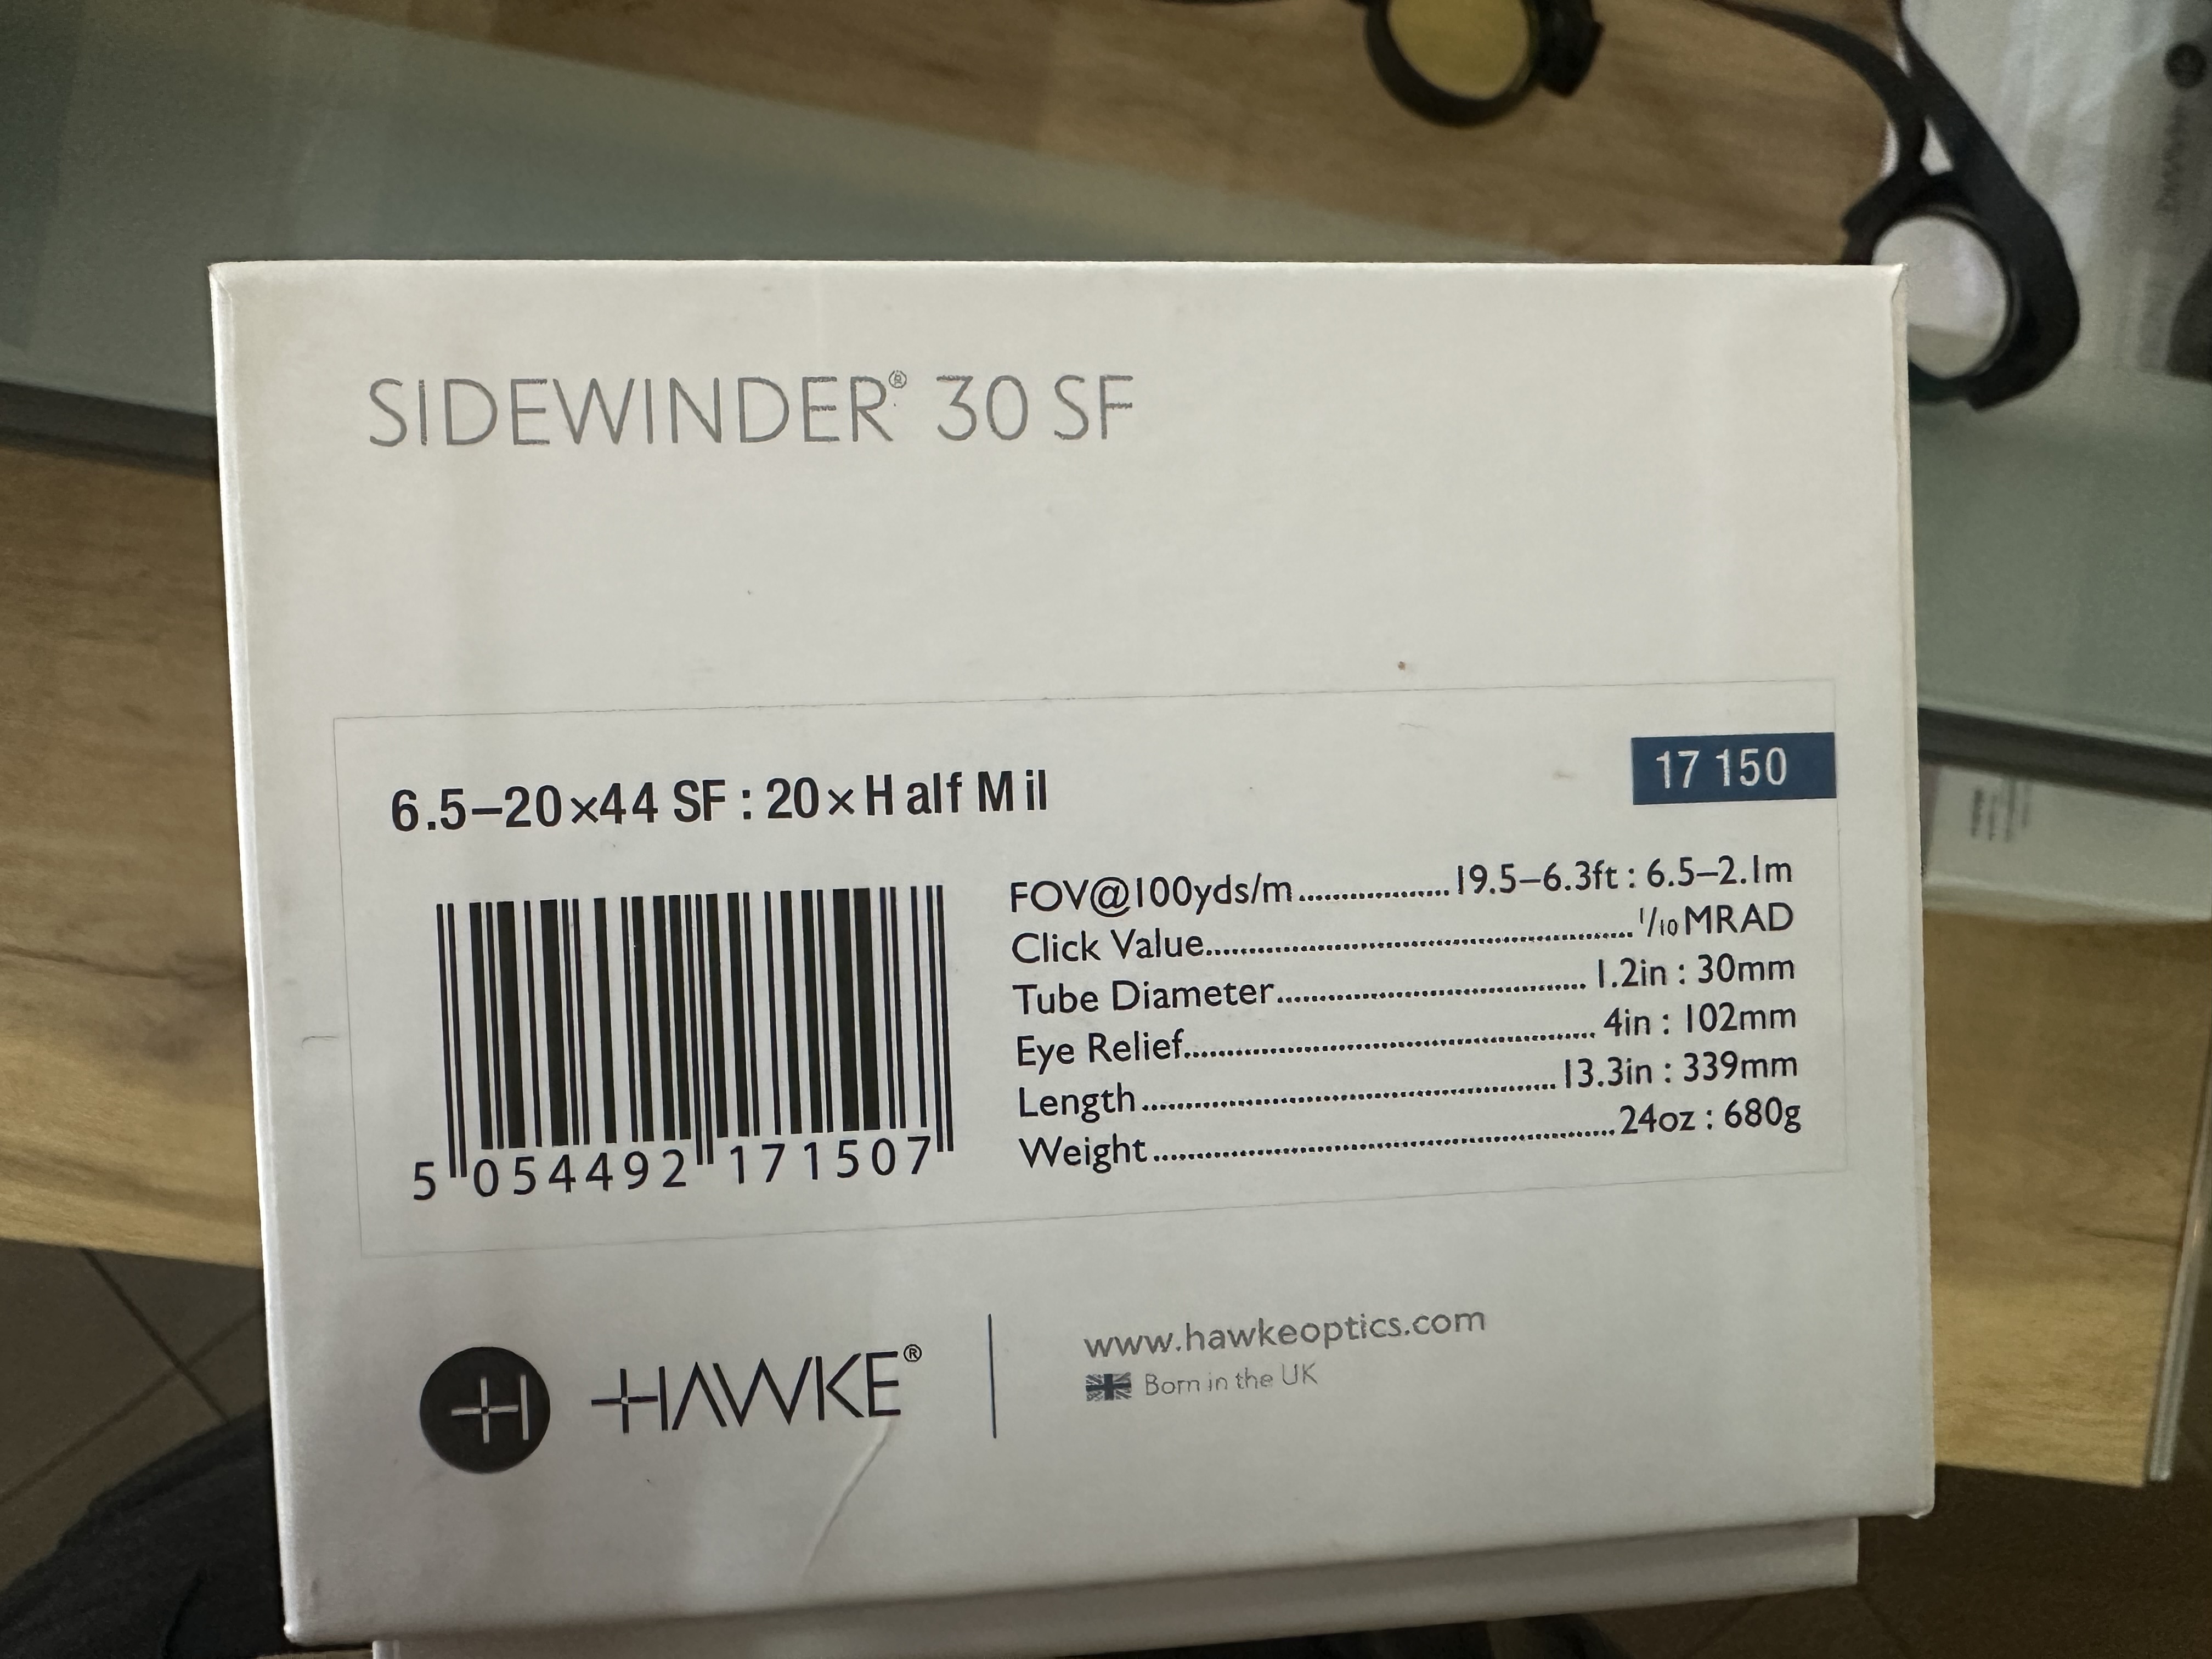 SIDEWINDER® 30 SF
6.5–20×44 SF : 20× Half Mil
17 150
FOV@100yds/m.................19.5–6.3ft : 6.5–2.1m
Click Value................................................1/10 MRAD
Tube Diameter................................... 1.2in : 30mm
Eye Relief.............................................. 4in : 102mm
Length..............................................13.3in : 339mm
Weight...................................................24oz : 680g
5 054492 171507
HAWKE®
www.hawkeoptics.com
Born in the UK